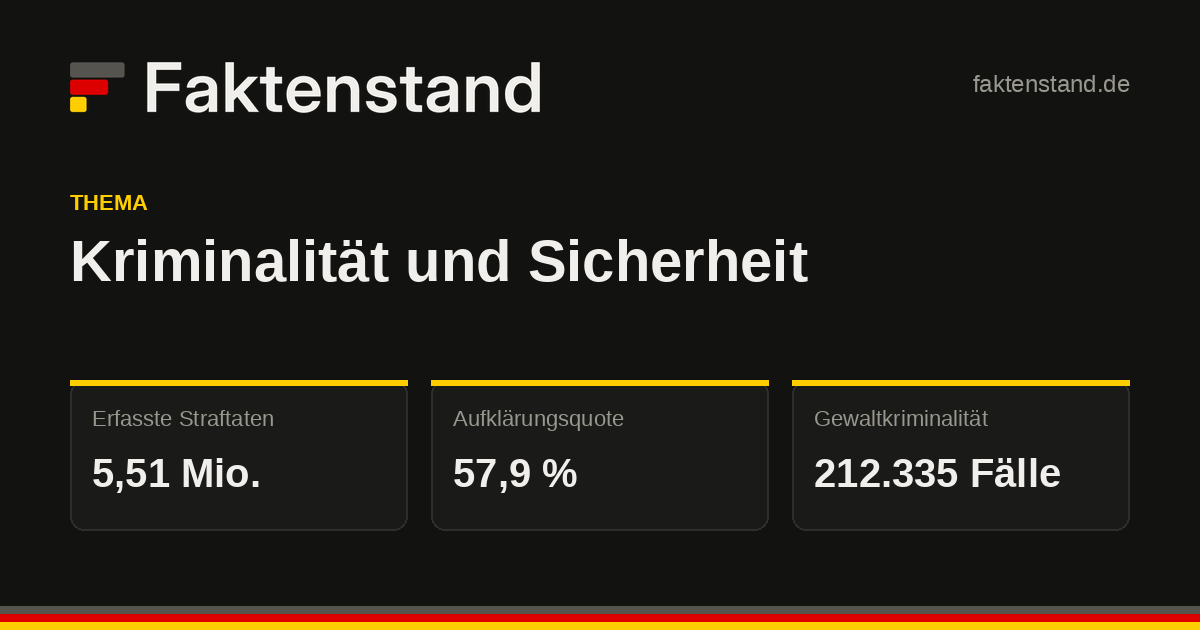 Faktenstand
faktenstand.de
THEMA
Kriminalität und Sicherheit
Erfasste Straftaten
5,51 Mio.
Aufklärungsquote
57,9 %
Gewaltkriminalität
212.335 Fälle